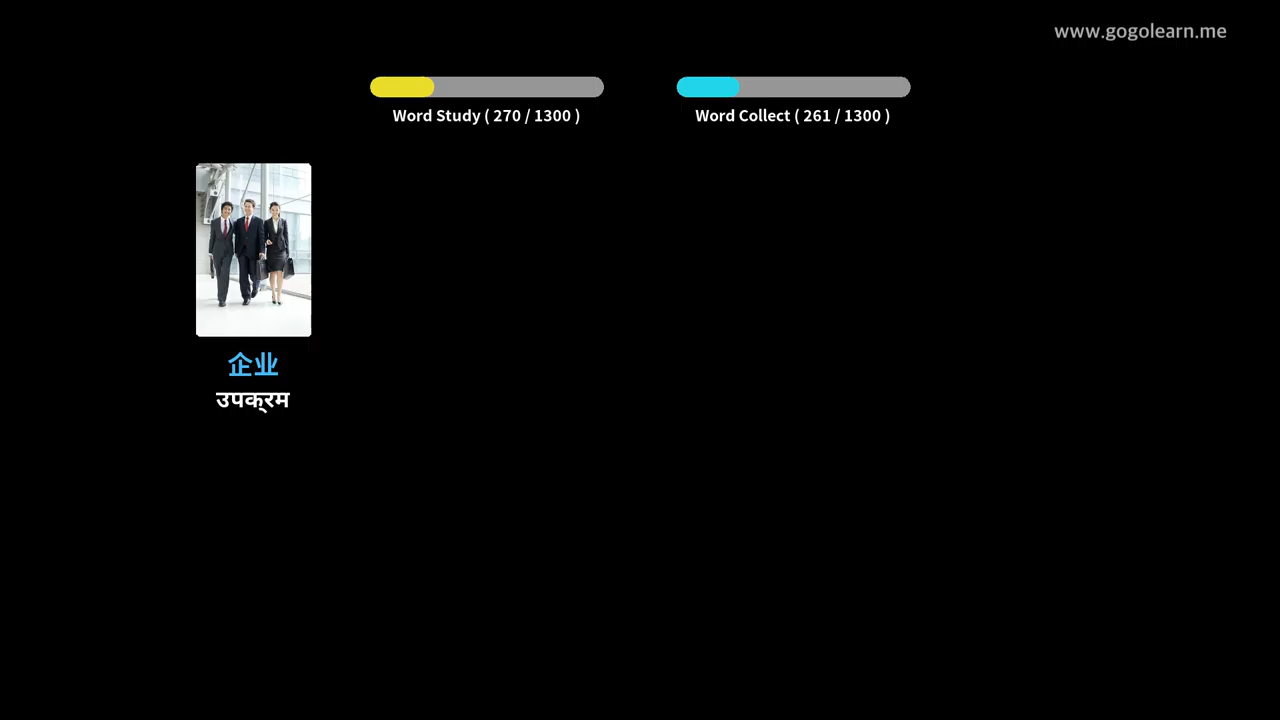 www.gogolearn.me
Word Study ( 270 / 1300 )
Word Collect ( 261 / 1300 )
企业
उपक्रम